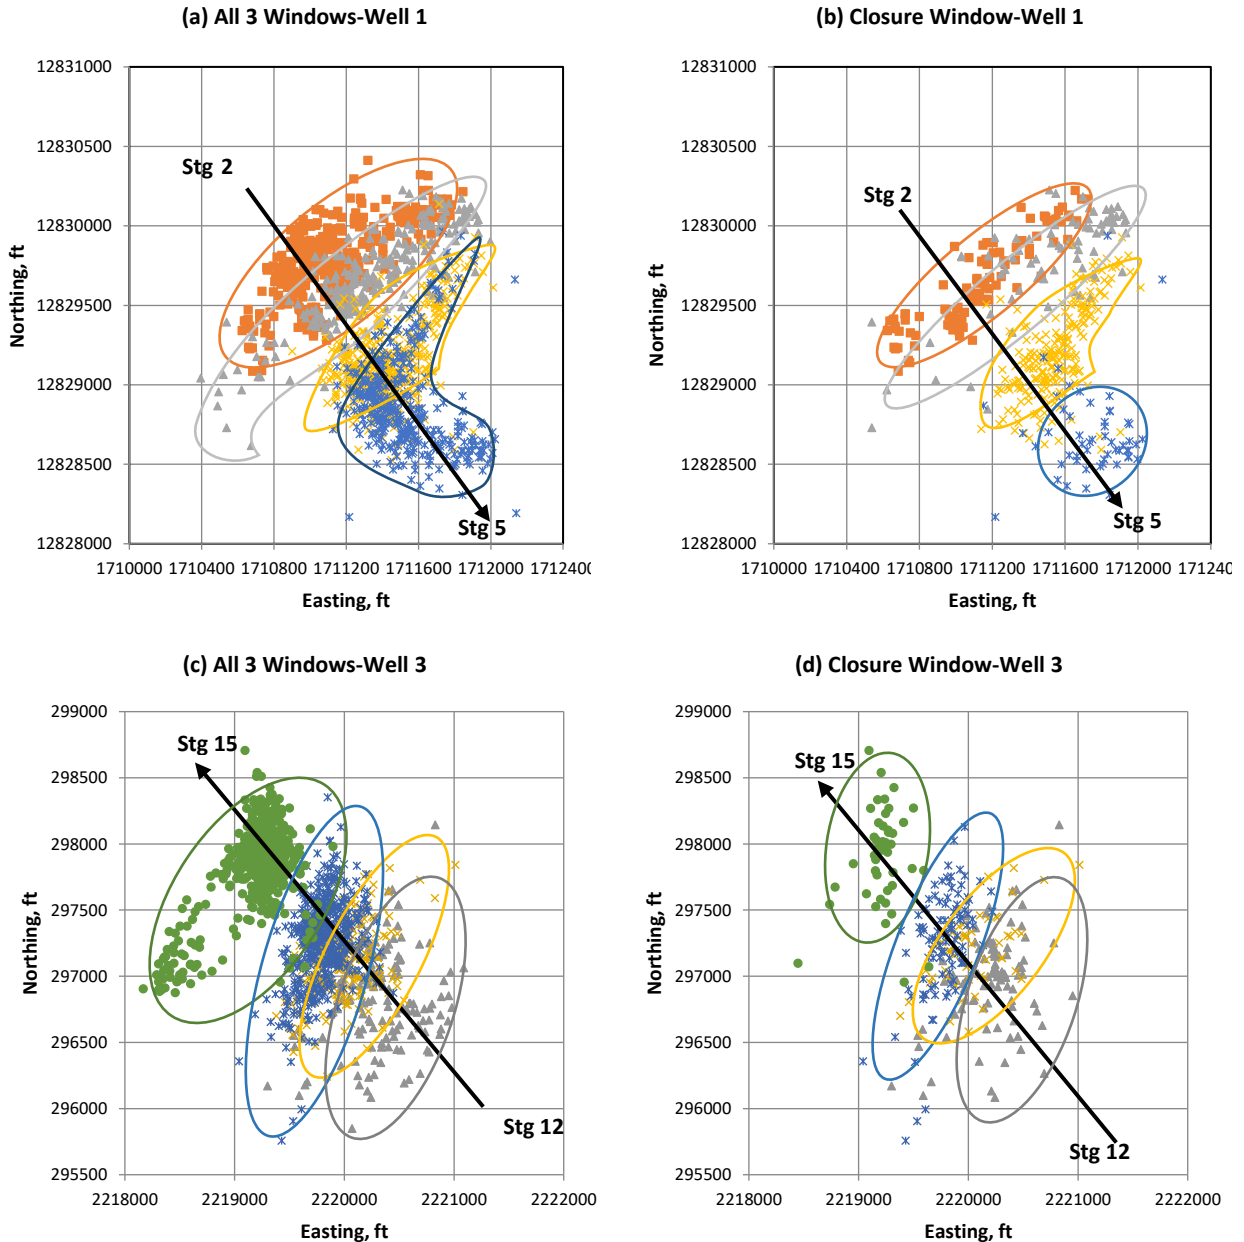 (a) All 3 Windows-Well 1
12831000
12830500
12830000
12829500
12829000
12828500
12828000
Northing, ft
Stg 2
Stg 5
1710000 1710400 1710800 1711200 1711600 1712000 1712400
Easting, ft
(b) Closure Window-Well 1
12831000
12830500
12830000
12829500
12829000
12828500
12828000
Northing, ft
Stg 2
Stg 5
1710000 1710400 1710800 1711200 1711600 1712000 171240
Easting, ft
(c) All 3 Windows-Well 3
299000
298500
298000
297500
297000
296500
296000
295500
Northing, ft
Stg 15
Stg 12
2218000 2219000 2220000 2221000 2222000
Easting, ft
(d) Closure Window-Well 3
299000
298500
298000
297500
297000
296500
296000
295500
Northing, ft
Stg 15
Stg 12
2218000 2219000 2220000 2221000 2222000
Easting, ft